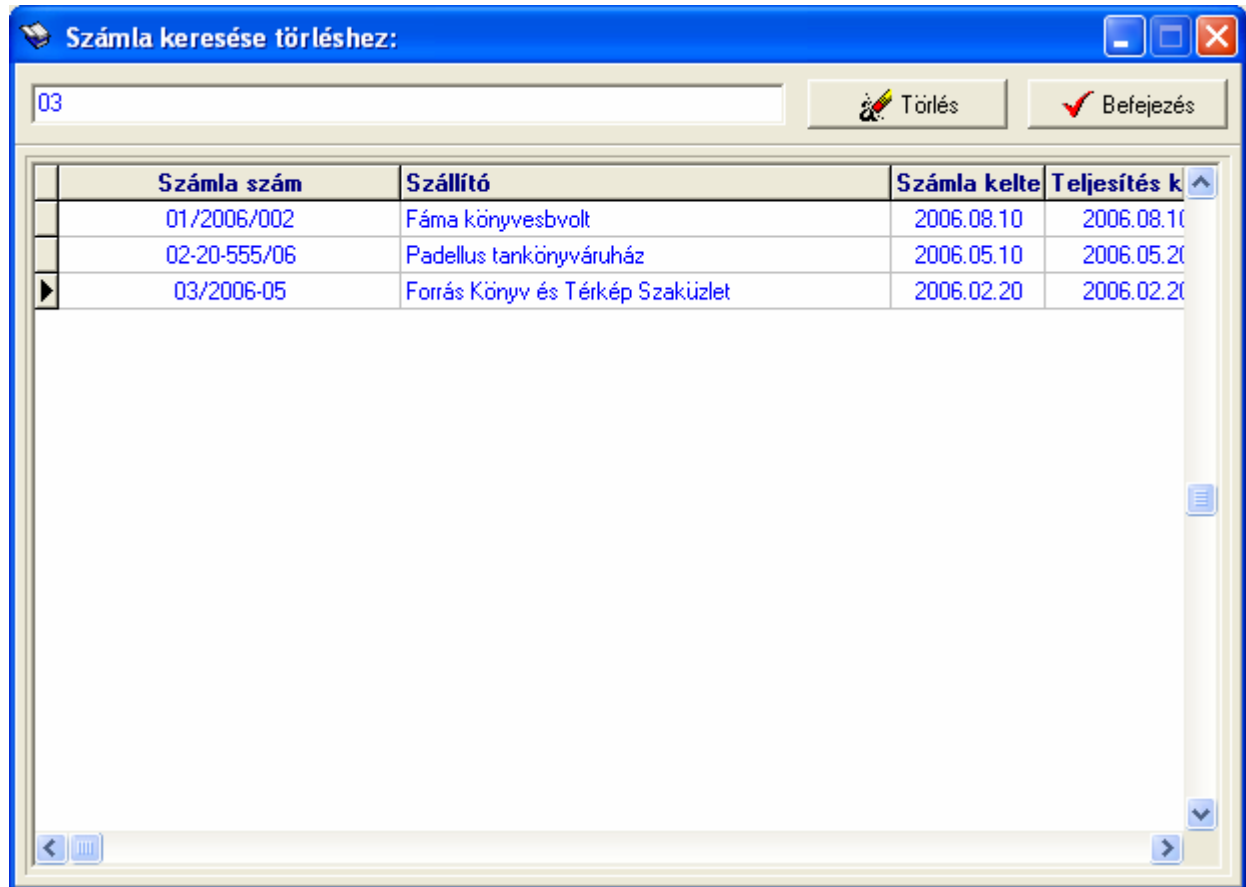 Számla keresése törléshez:
03 Törlés Befejezés
Számla szám Szállító Számla kelte Teljesítés k
01/2006/002 Fáma könyvesbvolt 2006.08.10 2006.08.10
02-20-555/06 Padellus tankönyváruház 2006.05.10 2006.05.20
03/2006-05 Forrás Könyv és Térkép Szaküzlet 2006.02.20 2006.02.20